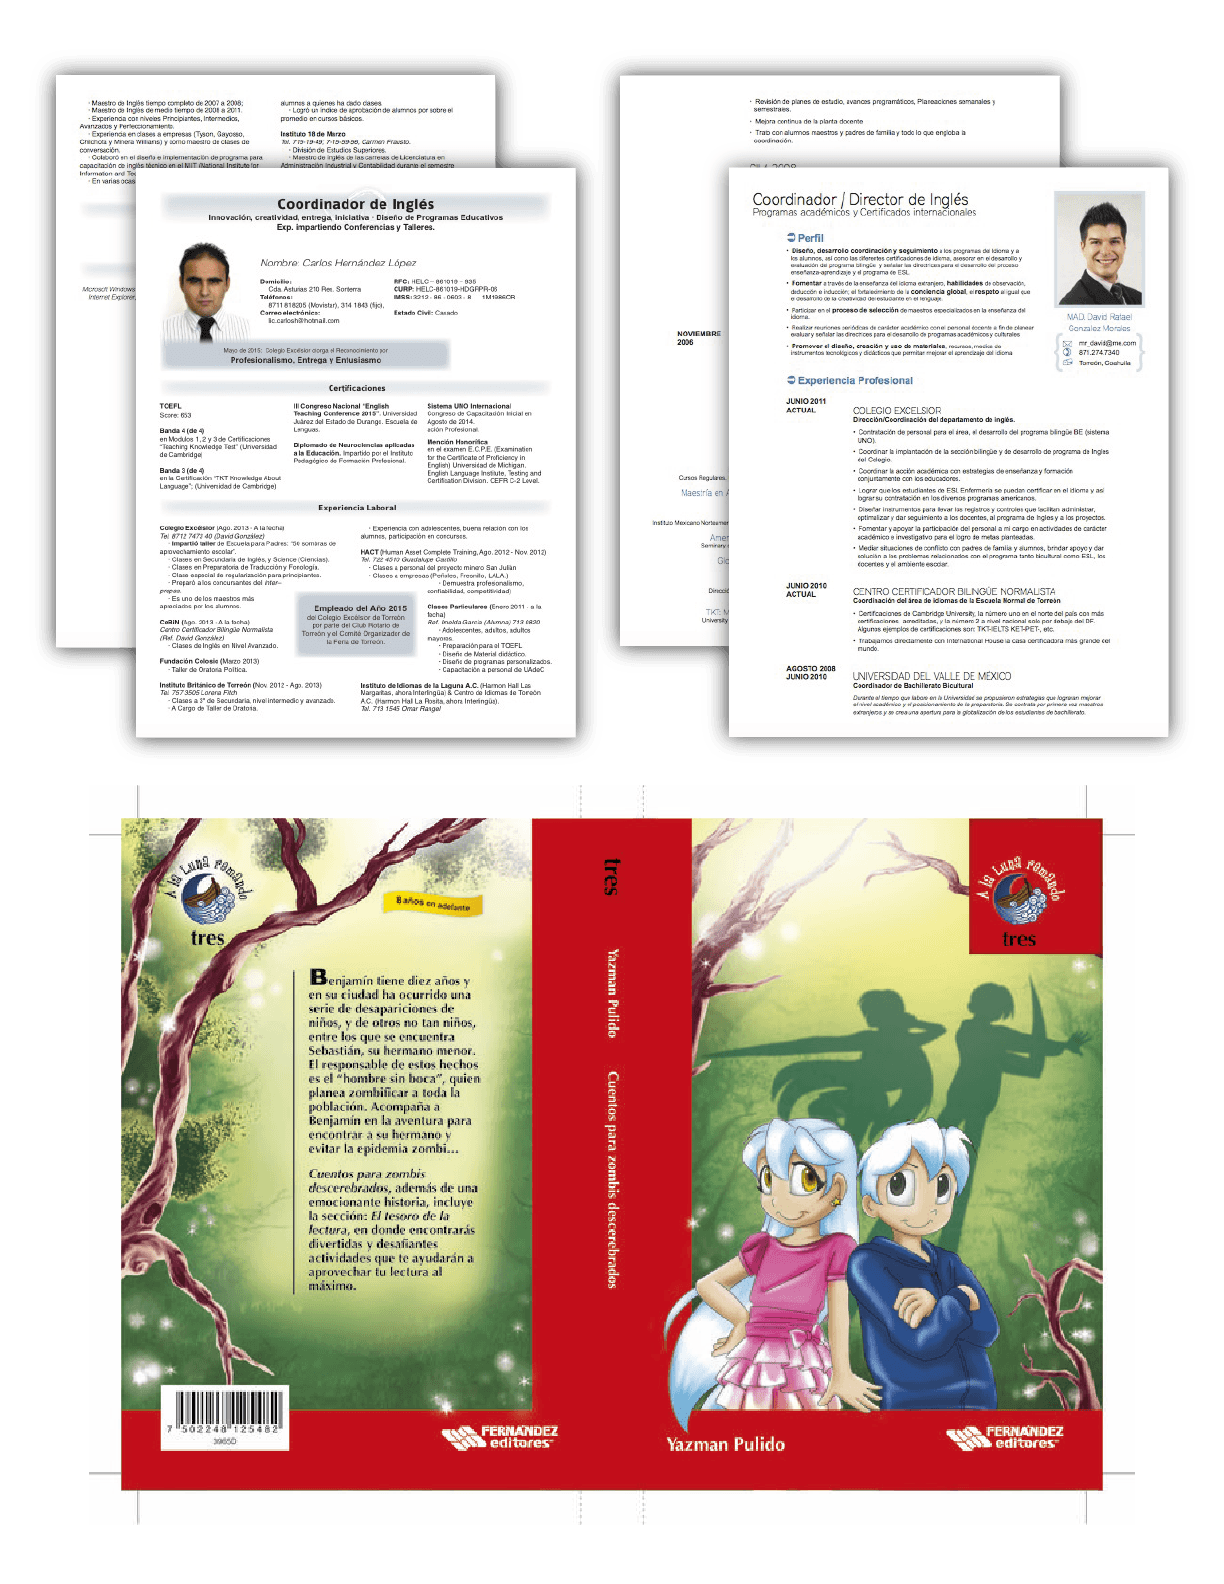 · Maestro de Inglés tiempo completo de 2007 a 2008;
· Maestro de Inglés de medio tiempo de 2008 a 2011.
· Experiencia con niveles Principiantes, Intermedios,
Avanzados y Perfeccionamiento.
· Experiencia en clases a empresas (Tyson, Gayosso,
Chilchota y Minera Williams) y como maestro de clases de
conversación.
· Colaboró en el diseño e implementación de programa para
capacitación de inglés técnico en el NIIT (National Institute for
Information and Tec
· En varias ocas
Microsoft Windows
Internet Explorer,
alumnos a quienes ha dado clases.
· Logró un índice de aprobación de alumnos por sobre el
promedio en cursos básicos.
Instituto 18 de Marzo
Tel. 715-19-49; 7-15-59-56, Carmen Frausto.
· División de Estudios Superiores.
· Maestro de Inglés de las carreras de Licenciatura en
Administración Industrial y Contabilidad durante el semestre
Coordinador de Inglés
Innovación, creatividad, entrega, iniciativa · Diseño de Programas Educativos
Exp. impartiendo Conferencias y Talleres.
Nombre: Carlos Hernández López
Domicilio:
Cda. Asturias 210 Res. Sonterra
Teléfonos:
8711 818205 (Movistar), 314 1843 (fijo),
Correo electrónico:
lic.carlosh@hotmail.com
RFC: HELC - 861019 - 935
CURP: HELC-861019-HDGRPR-06
IMSS: 3212 - 86 - 0603 - 8 1M1986OR
Estado Civil: Casado
Mayo de 2015: Colegio Excélsior otorga el Reconocimiento por
Profesionalismo, Entrega y Entusiasmo
Certificaciones
TOEFL
Score: 653
Banda 4 (de 4)
en Modulos 1, 2 y 3 de Certificaciones
"Teaching Knowledge Test" (Universidad
de Cambridge)
Banda 3 (de 4)
en la Certificación "TKT Knowledge About
Language"; (Universidad de Cambridge)
III Congreso Nacional "English
Teaching Conference 2015". Universidad
Juárez del Estado de Durango. Escuela de
Lenguas.
Diplomado de Neurociencias aplicadas
a la Educación. Impartido por el Instituto
Pedagógico de Formación Profesional.
Sistema UNO Internacional
Congreso de Capacitación Inicial en
Agosto de 2014.
ación Profesional.
Mención Honorífica
en el examen E.C.P.E. (Examination
for the Certificate of Proficiency in
English) Universidad de Michigan.
English Language Institute, Testing and
Certification Division. CEFR C-2 Level.
Experiencia Laboral
Colegio Excélsior (Ago. 2013 - A la fecha)
Tel. 8712 7473 40 (David González)
· Impartió taller de Escuela para Padres: "50 sombras de
aprovechamiento escolar".
· Clases en Secundaria de Inglés, y Science (Ciencias).
· Clases en Preparatoria de Traducción y Fonología.
· Clase especial de regularización para principiantes.
· Preparó a los concursantes del Inter-
prepas.
· Es uno de los maestros más
apreciados por los alumnos.
CeBIN (Ago. 2013 - A la fecha)
Centro Certificador Bilingüe Normalista
(Ref. David González)
· Clases de Inglés en Nivel Avanzado.
Fundación Colosio (Marzo 2013)
· Taller de Oratoria Política.
Instituto Británico de Torreón (Nov. 2012 - Ago. 2013)
Tel 757 3505 Lorena Fitch
· Clases a 3° de Secundaria, nivel intermedio y avanzado.
· A Cargo de Taller de Oratoria.
Empleado del Año 2015
del Colegio Excélsior de Torreón
por parte del Club Rotario de
Torreón y el Comité Organizador de
la Feria de Torreón.
· Experiencia con adolescentes, buena relación con los
alumnos, participación en concursos.
HACT (Human Asset Complete Training, Ago. 2012 - Nov. 2012)
Tel. 722 4510 Guadalupe Castillo
· Clases a personal del proyecto minero San Julian
· Clases a empresas (Peñoles, Fresnillo, LALA.)
· Demuestra profesionalismo,
confiabilidad, competitividad)
Clases Particulares (Enero 2011 - a la
fecha)
Ref. Imelda Garcia (Alumna) 713 6830
· Adolescentes, adultos, adultos
mayores.
· Preparación para el TOEFL
· Diseño de Material didáctico.
· Diseño de programas personalizados.
· Capacitación a personal de UAdeC
Instituto de Idiomas de la Laguna A.C. (Harmon Hall Las
Margaritas, ahora Interlingüa) & Centro de Idiomas de Torreón
A.C. (Harmon Hall La Rosita, ahora Interlingüa).
Tel. 713 1545 Omar Rangel
• Revisión de planes de estudio, avances programáticos, Planeaciones semanales y
semestrales.
• Mejora continua de la planta docente
• Trato con alumnos maestros y padres de familia y todo lo que engloba la
coordinación.
NOVIEMBRE
2006
Cursos Regulares.
Maestría en A
Instituto Mexicano Norteamer
Amer
Seminary
Glo
Direcció
TKT: M
University
Coordinador / Director de Inglés
Programas académicos y Certificados internacionales
Perfil
• Diseño, desarrollo coordinación y seguimiento a los programas del Idioma y a
los alumnos, así como las diferentes certificaciones de idioma, asesorar en el desarrollo y
evaluación del programa bilingüe y señalar las directrices para el desarrollo del proceso
enseñanza-aprendizaje y el programa de ESL.
• Fomentar a través de la enseñanza del idioma extranjero, habilidades de observación,
deducción e inducción; el fortalecimiento de la conciencia global, el respeto al igual que
el desarrollo de la creatividad del estudiante en el lenguaje.
• Participar en el proceso de selección de maestros especializados en la enseñanza del
idioma.
• Realizar reuniones periódicas de carácter académico con el personal docente a fin de planear
evaluar y señalar las directrices para el desarrollo de programas académicos y culturales
• Promover el diseño, creación y uso de materiales, recursos, medios de
instrumentos tecnológicos y didácticos que permitan mejorar el aprendizaje del idioma
MAD. David Rafael
Gonzalez Morales
mr_david@me.com
871.274.7340
Torreón, Coahuila
Experiencia Profesional
JUNIO 2011
ACTUAL
COLEGIO EXCELSIOR
Dirección/Coordinación del departamento de inglés.
• Contratación de personal para el área, el desarrollo del programa bilingüe BE (sistema
UNO).
• Coordinar la implantación de la sección bilingüe y de desarrollo de programa de Ingles
del Colegio.
• Coordinar la acción académica con estrategias de enseñanza y formación
conjuntamente con los educadores.
• Lograr que los estudiantes de ESL Enfermería se puedan certificar en el idioma y así
lograr su contratación en los diversos programas americanos.
• Diseñar instrumentos para llevar los registros y controles que facilitan administrar,
optimalizar y dar seguimiento a los docentes, al programa de Ingles y a los proyectos.
• Fomentar y apoyar la participación del personal a mi cargo en actividades de carácter
académico e investigativo para el logro de metas planteadas.
• Mediar situaciones de conflicto con padres de familia y alumnos, brindar apoyo y dar
solución a los problemas relacionados con el programa tanto bicultural como ESL, los
docentes y el ambiente escolar.
JUNIO 2010
ACTUAL
CENTRO CERTIFICADOR BILINGÜE NORMALISTA
Coordinación del área de idiomas de la Escuela Normal de Torreón
• Certificaciones de Cambridge University, la número uno en el norte del país con más
certificaciones acreditadas, y la número 2 a nivel nacional solo por debajo del DF.
Algunos ejemplos de certificaciones son: TKT-IELTS KET-PET-, etc.
• Trabajamos directamente con International House la casa certificadora más grande del
mundo.
AGOSTO 2008
JUNIO 2010
UNIVERSIDAD DEL VALLE DE MÉXICO
Coordinador de Bachillerato Bicultural
Durante el tiempo que labore en la Universidad se propusieron estrategias que lograran mejorar
el nivel académico y el posicionamiento de la preparatoria. Se contrata por primera vez maestros
extranjeros y se crea una apertura para la globalización de los estudiantes de bachillerato.
A la Luna remando
tres
8 años en adelante
Benjamín tiene diez años y
en su ciudad ha ocurrido una
serie de desapariciones de
niños, y de otros no tan niños,
entre los que se encuentra
Sebastián, su hermano menor.
El responsable de estos hechos
es el "hombre sin boca", quien
planea zombificar a toda la
población. Acompaña a
Benjamín en la aventura para
encontrar a su hermano y
evitar la epidemia zombi...
Cuentos para zombis
descerebrados, además de una
emocionante historia, incluye
la sección: El tesoro de la
lectura, en donde encontrarás
divertidas y desafiantes
actividades que te ayudarán a
aprovechar tu lectura al
máximo.
7 502248 125482
FERNÁNDEZ
editores
tres
Yazman Pulido
Cuentos para zombis descerebrados
A la Luna remando
tres
Yazman Pulido
FERNÁNDEZ
editores